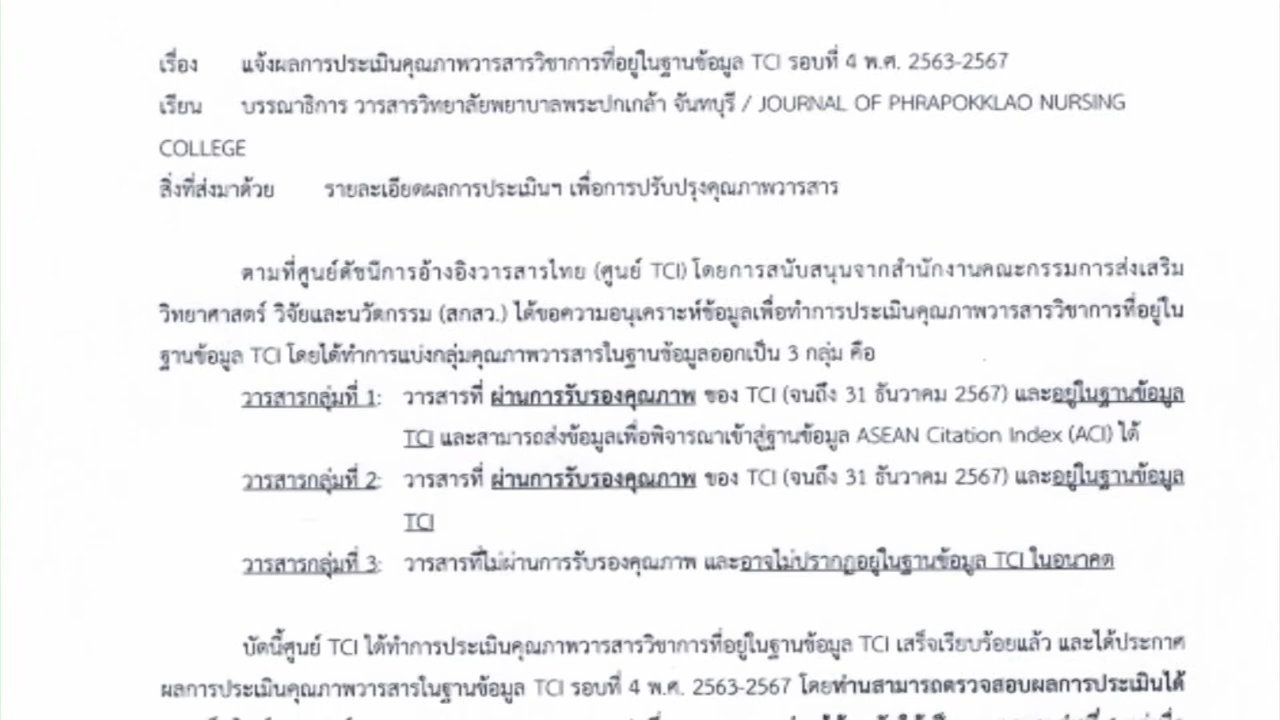 เรื่อง แจ้งผลการประเมินคุณภาพวารสารวิชาการที่อยู่ในฐานข้อมูล TCI รอบที่ 4 พ.ศ. 2563-2567
เรียน บรรณาธิการ วารสารวิทยาลัยพยาบาลพระปกเกล้า จันทบุรี / JOURNAL OF PHRAPOKKLAO NURSING
COLLEGE
สิ่งที่ส่งมาด้วย รายละเอียดผลการประเมินฯ เพื่อการปรับปรุงคุณภาพวารสาร
ตามที่ศูนย์ดัชนีการอ้างอิงวารสารไทย (ศูนย์ TCI) โดยการสนับสนุนจากสำนักงานคณะกรรมการส่งเสริม
วิทยาศาสตร์ วิจัยและนวัตกรรม (สกสว.) ได้ขอความอนุเคราะห์ข้อมูลเพื่อทำการประเมินคุณภาพวารสารวิชาการที่อยู่ใน
ฐานข้อมูล TCI โดยได้ทำการแบ่งกลุ่มคุณภาพวารสารในฐานข้อมูลออกเป็น 3 กลุ่ม คือ
วารสารกลุ่มที่ 1: วารสารที่ ผ่านการรับรองคุณภาพ ของ TCI (จนถึง 31 ธันวาคม 2567) และอยู่ในฐานข้อมูล
TCI และสามารถส่งข้อมูลเพื่อพิจารณาเข้าสู่ฐานข้อมูล ASEAN Citation Index (ACI) ได้
วารสารกลุ่มที่ 2: วารสารที่ ผ่านการรับรองคุณภาพ ของ TCI (จนถึง 31 ธันวาคม 2567) และอยู่ในฐานข้อมูล
TCI
วารสารกลุ่มที่ 3: วารสารที่ไม่ผ่านการรับรองคุณภาพ และอาจไม่ปรากฏอยู่ในฐานข้อมูล TCI ในอนาคต
บัดนี้ศูนย์ TCI ได้ทำการประเมินคุณภาพวารสารวิชาการที่อยู่ในฐานข้อมูล TCI เสร็จเรียบร้อยแล้ว และได้ประกาศ
ผลการประเมินคุณภาพวารสารในฐานข้อมูล TCI รอบที่ 4 พ.ศ. 2563-2567 โดยท่านสามารถตรวจสอบผลการประเมินได้